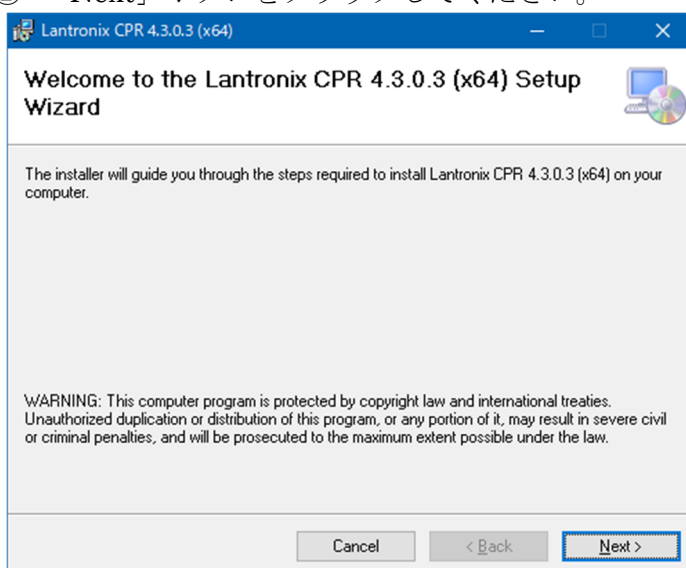 「Next」ボタンをクリックしてください。
Lantronix CPR 4.3.0.3 (x64)
Welcome to the Lantronix CPR 4.3.0.3 (x64) Setup
Wizard
The installer will guide you through the steps required to install Lantronix CPR 4.3.0.3 (x64) on your
computer.
WARNING: This computer program is protected by copyright law and international treaties.
Unauthorized duplication or distribution of this program, or any portion of it, may result in severe civil
or criminal penalties, and will be prosecuted to the maximum extent possible under the law.
Cancel
< Back
Next >